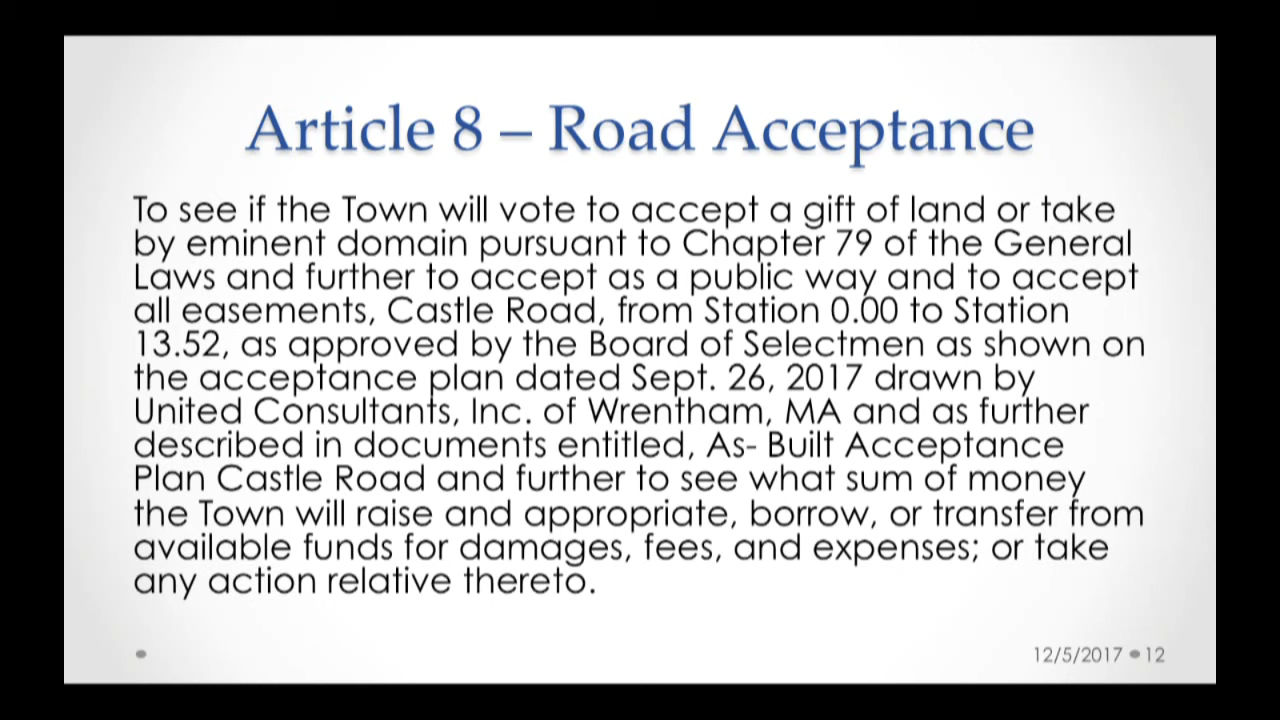 Article 8 – Road Acceptance
To see if the Town will vote to accept a gift of land or take
by eminent domain pursuant to Chapter 79 of the General
Laws and further to accept as a public way and to accept
all easements, Castle Road, from Station 0.00 to Station
13.52, as approved by the Board of Selectmen as shown on
the acceptance plan dated Sept. 26, 2017 drawn by
United Consultants, Inc. of Wrentham, MA and as further
described in documents entitled, As- Built Acceptance
Plan Castle Road and further to see what sum of money
the Town will raise and appropriate, borrow, or transfer from
available funds for damages, fees, and expenses; or take
any action relative thereto.
12/5/2017 • 12